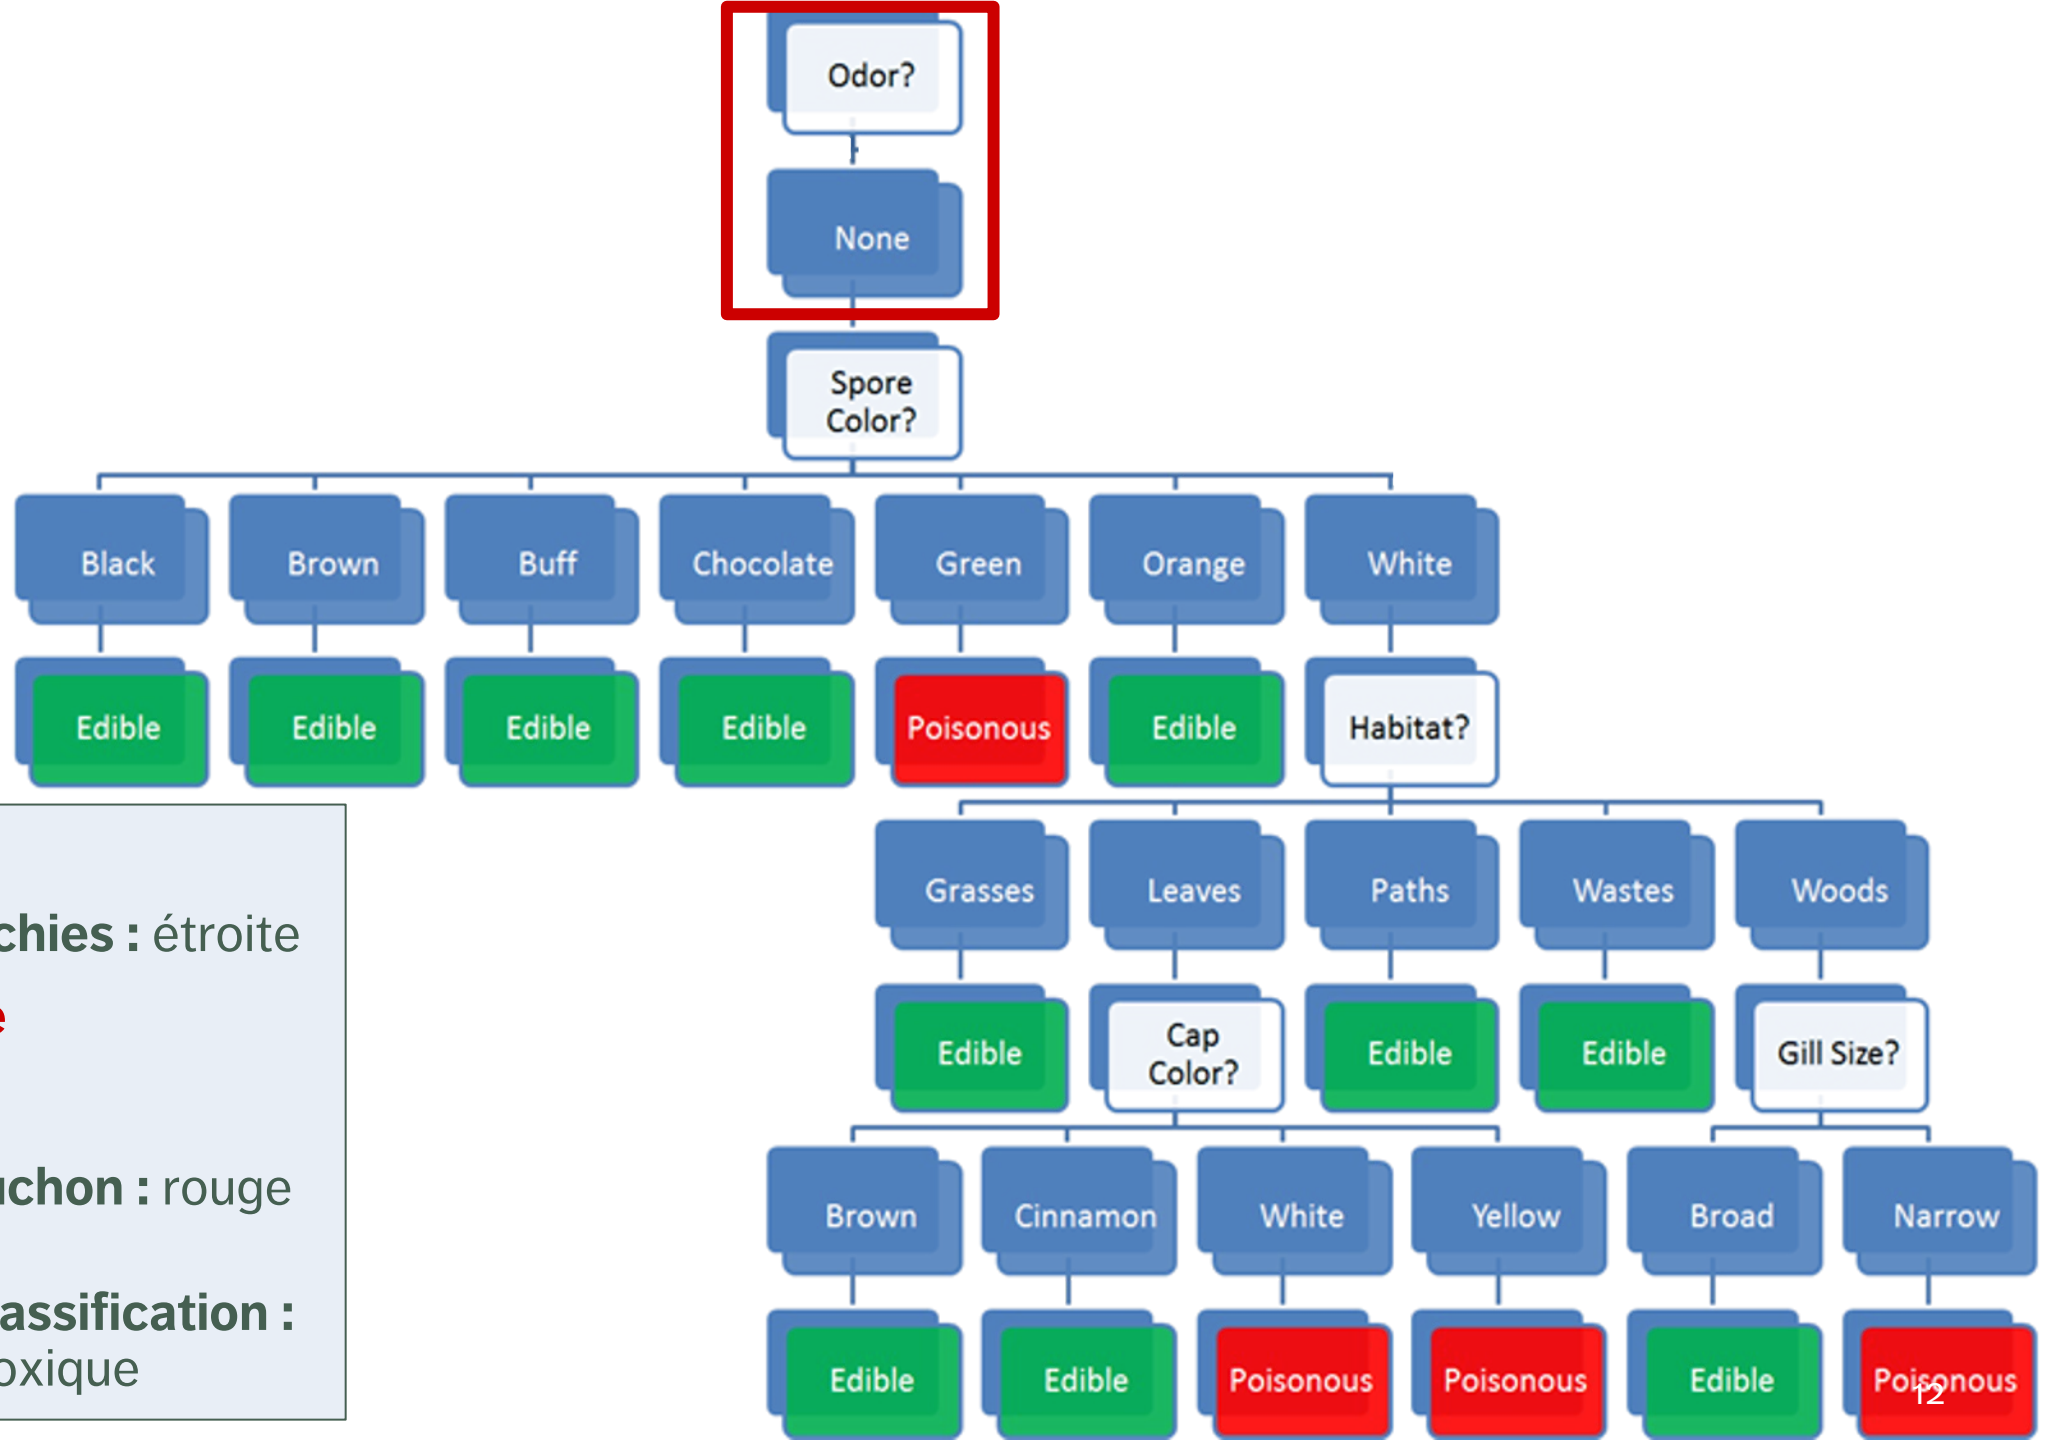 Odor?
None
Spore
Color?
Black
Brown
Buff
Chocolate
Green
Orange
White
Edible
Edible
Edible
Edible
Poisonous
Edible
Habitat?
Grasses
Leaves
Paths
Wastes
Woods
Edible
Cap
Color?
Edible
Edible
Gill Size?
Brown
Cinnamon
White
Yellow
Broad
Narrow
Edible
Edible
Poisonous
Poisonous
Edible
Poisonous
12
chies : étroite
e
uchon : rouge
assification :
oxique